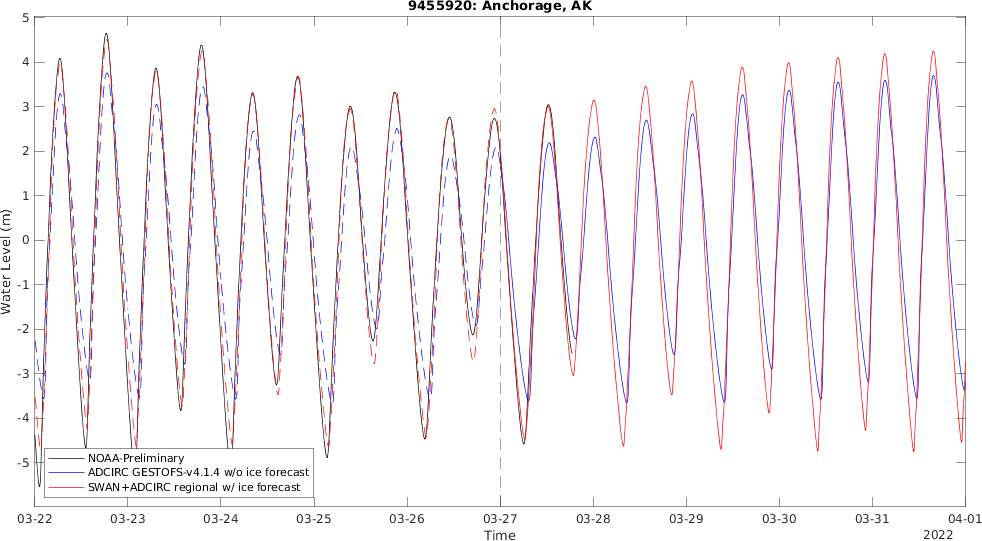 9455920: Anchorage, AK
5
4
3
2
1
0
-1
-2
-3
-4
-5
Water Level (m)
NOAA-Preliminary
ADCIRC GESTOFS-v4.1.4 w/o ice forecast
SWAN+ADCIRC regional w/ ice forecast
03-22 03-23 03-24 03-25 03-26 03-27 03-28 03-29 03-30 03-31 04-01
Time
2022